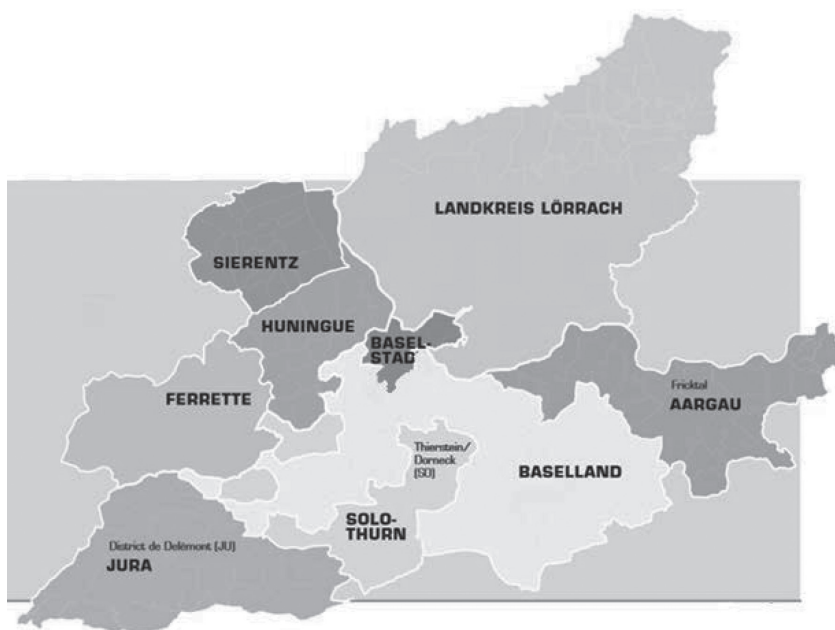 LANDKREIS LÖRRACH
SIERENTZ
HUNINGUE
BASEL-
STAD
FERRETTE
Fricktal
AARGAU
Thierstein/
Dorneck
(SO)
BASELLAND
SOLO-
THURN
District de Delémont (JU)
JURA